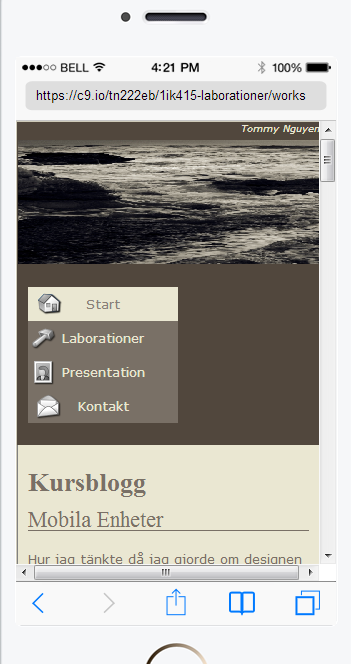 BELL 4:21 PM 100%
https://c9.io/tn222eb/1ik415-laborationer/works
Tommy Nguyen
Start
Laborationer
Presentation
Kontakt
Kursblogg
Mobila Enheter
Hur jag tänkte då jag gjorde om designen